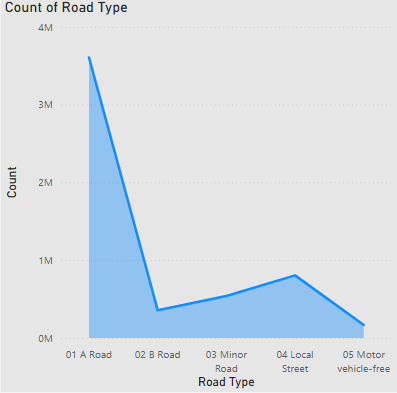 Count of Road Type
4M
3M
2M
1M
0M
Count
01 A Road
02 B Road
03 Minor
Road
04 Local
Street
05 Motor
vehicle-free
Road Type